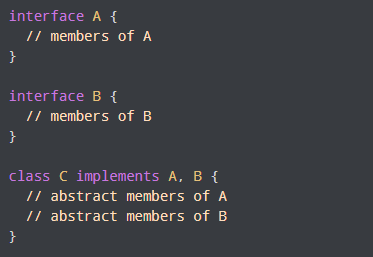 interface A {
  // members of A
}

interface B {
  // members of B
}

class C implements A, B {
  // abstract members of A
  // abstract members of B
}